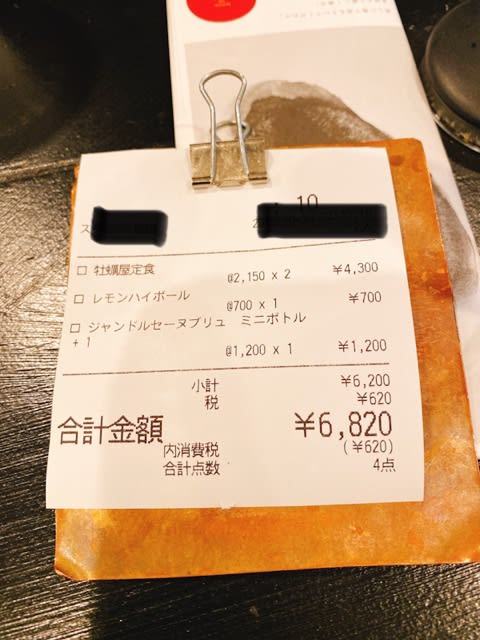 10
ス
□ 牡蠣屋定食
@2,150 x 2 ¥4,300
□ レモンハイボール
@700 x 1 ¥700
□ ジャンドルセーヌブリュ ミニボトル
+ 1
@1,200 x 1 ¥1,200
小計 ¥6,200
税 ¥620
合計金額 ¥6,820
内消費税 (¥620)
合計点数 4点